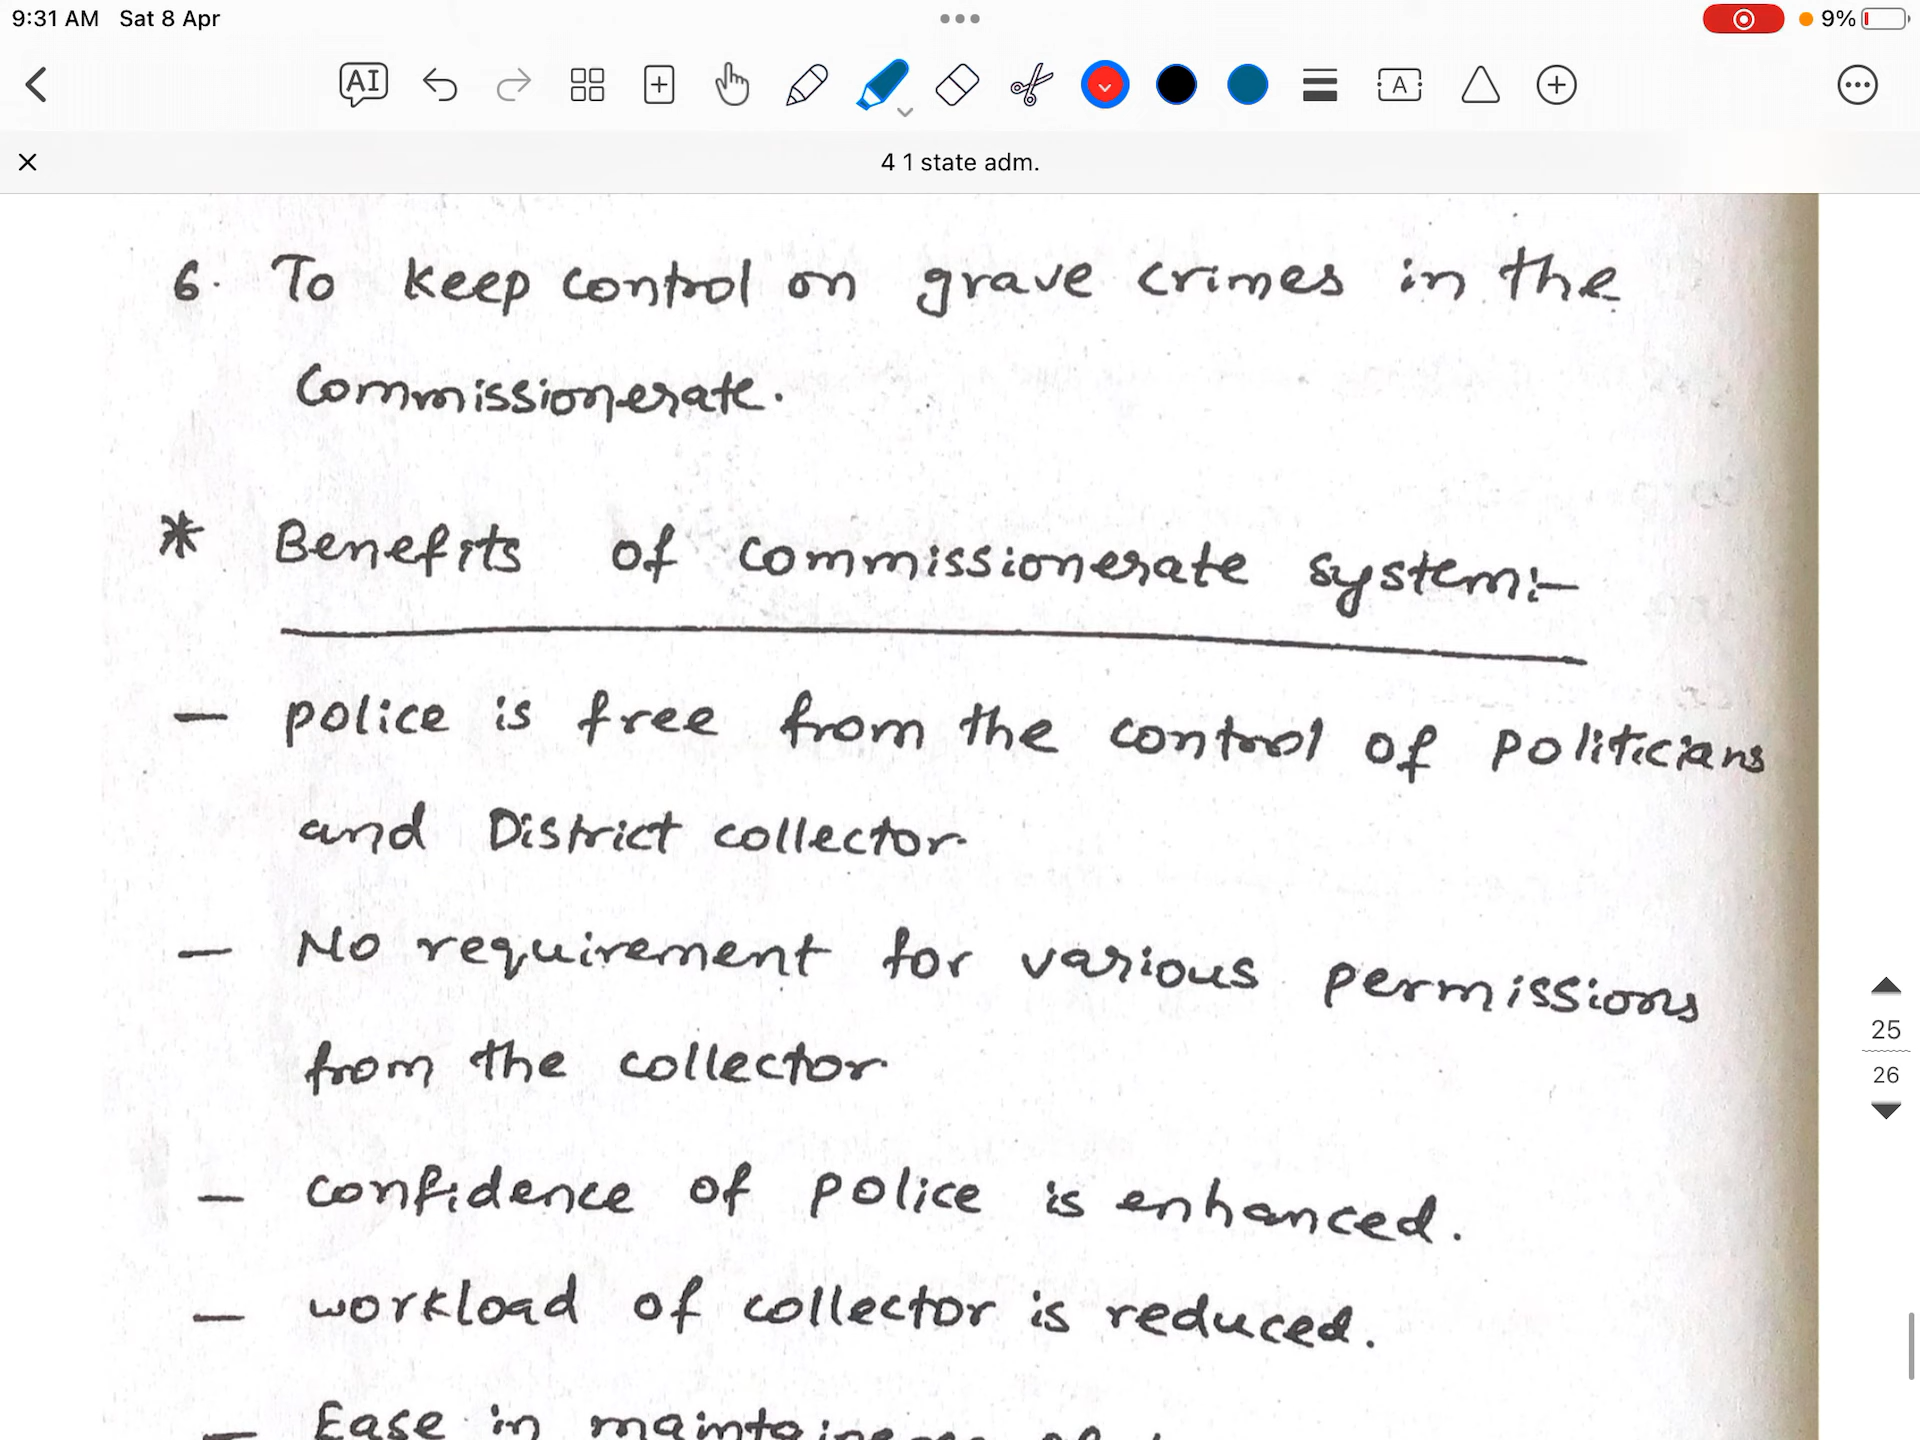 9:31 AM Sat 8 Apr
9%
AI
A
4 1 state adm.
6. To keep control on grave crimes in the
Commissionerate.
* Benefits of commissionerate system:-
— police is free from the control of politicians
and District collector.
— No requirement for various permissions
from the collector.
25
26
— confidence of police is enhanced.
— workload of collector is reduced.
— Ease in